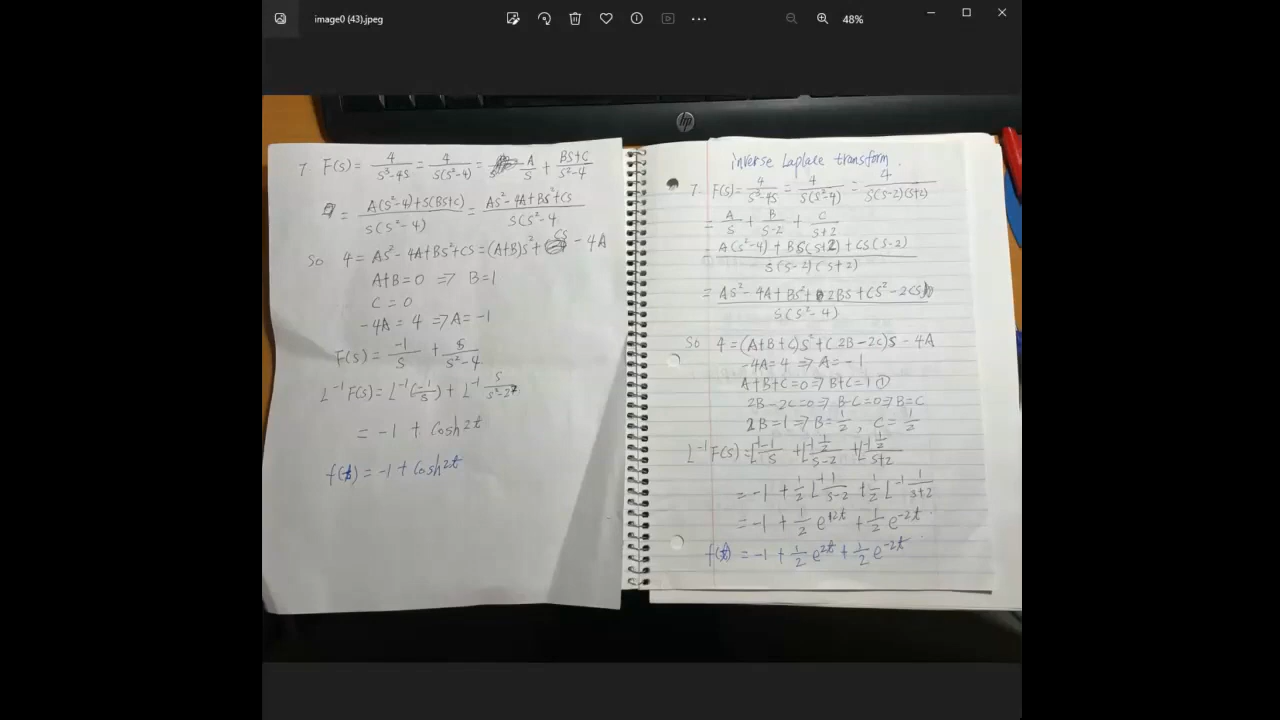 image0 (43).jpeg
48%
hp
7 F(s) = 4/(s³-4s) = 4/(s(s²-4)) = A/s + (Bs+C)/(s²-4)
= (A(s²-4)+s(Bs+C))/(s(s²-4)) = (As²-4A+Bs²+Cs)/(s(s²-4
So 4 = As²-4A+Bs²+Cs = (A+B)s² + Cs - 4A
A+B=0 ⇒ B=1
C=0
-4A = 4 ⇒ A=-1
F(s) = -1/s + s/(s²-4)
L⁻¹F(s) = L⁻¹(-1/s) + L⁻¹ s/(s²-2²
= -1 + cosh2t
f(t) = -1 + cosh2t
inverse Laplace transform.
7. F(s) = 4/(s³-4s) = 4/(s(s²-4)) = 4/(s(s-2)(s+2))
= A/s + B/(s-2) + C/(s+2)
= (A(s²-4) + Bs(s+2) + Cs(s-2))/(s(s-2)(s+2))
= (As²-4A+Bs²+2Bs+Cs²-2Cs)/(s(s²-4)
So 4 = (A+B+C)s² + (2B-2C)s - 4A
-4A=4 ⇒ A=-1
A+B+C=0 ⇒ B+C=1 ①
2B-2C=0 ⇒ B-C=0 ⇒ B=C
2B=1 ⇒ B=1/2, C=1/2
L⁻¹F(s) = L⁻¹ -1/s + L⁻¹ (1/2)/(s-2) + L⁻¹ (1/2)/(s+2)
= -1 + 1/2 L⁻¹ 1/(s-2) + 1/2 L⁻¹ 1/(s+2)
= -1 + 1/2 e^2t + 1/2 e^-2t
f(t) = -1 + 1/2 e^2t + 1/2 e^-2t